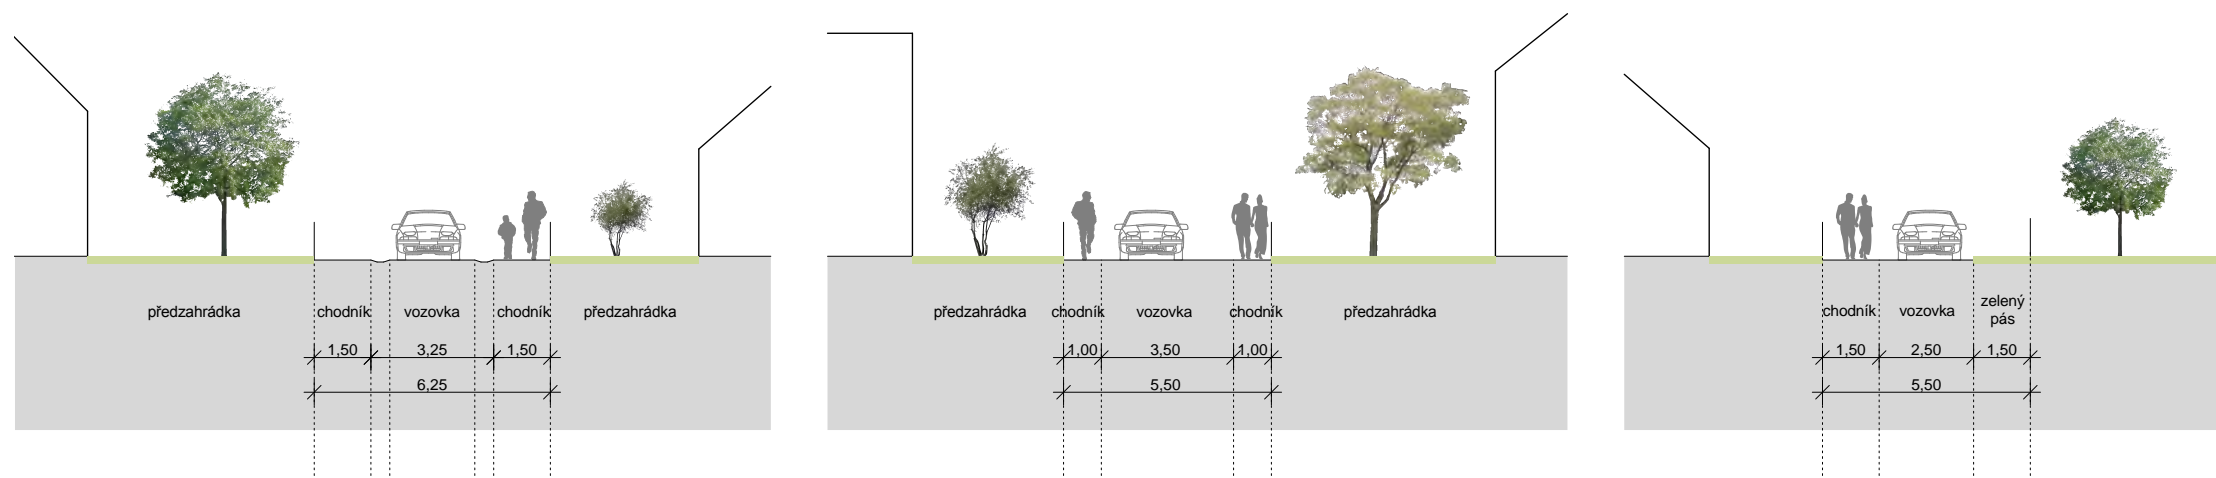 předzahrádka chodník vozovka chodník předzahrádka
1,50 3,25 1,50
6,25
předzahrádka chodník vozovka chodník předzahrádka
1,00 3,50 1,00
5,50
chodník vozovka zelený
pás
1,50 2,50 1,50
5,50